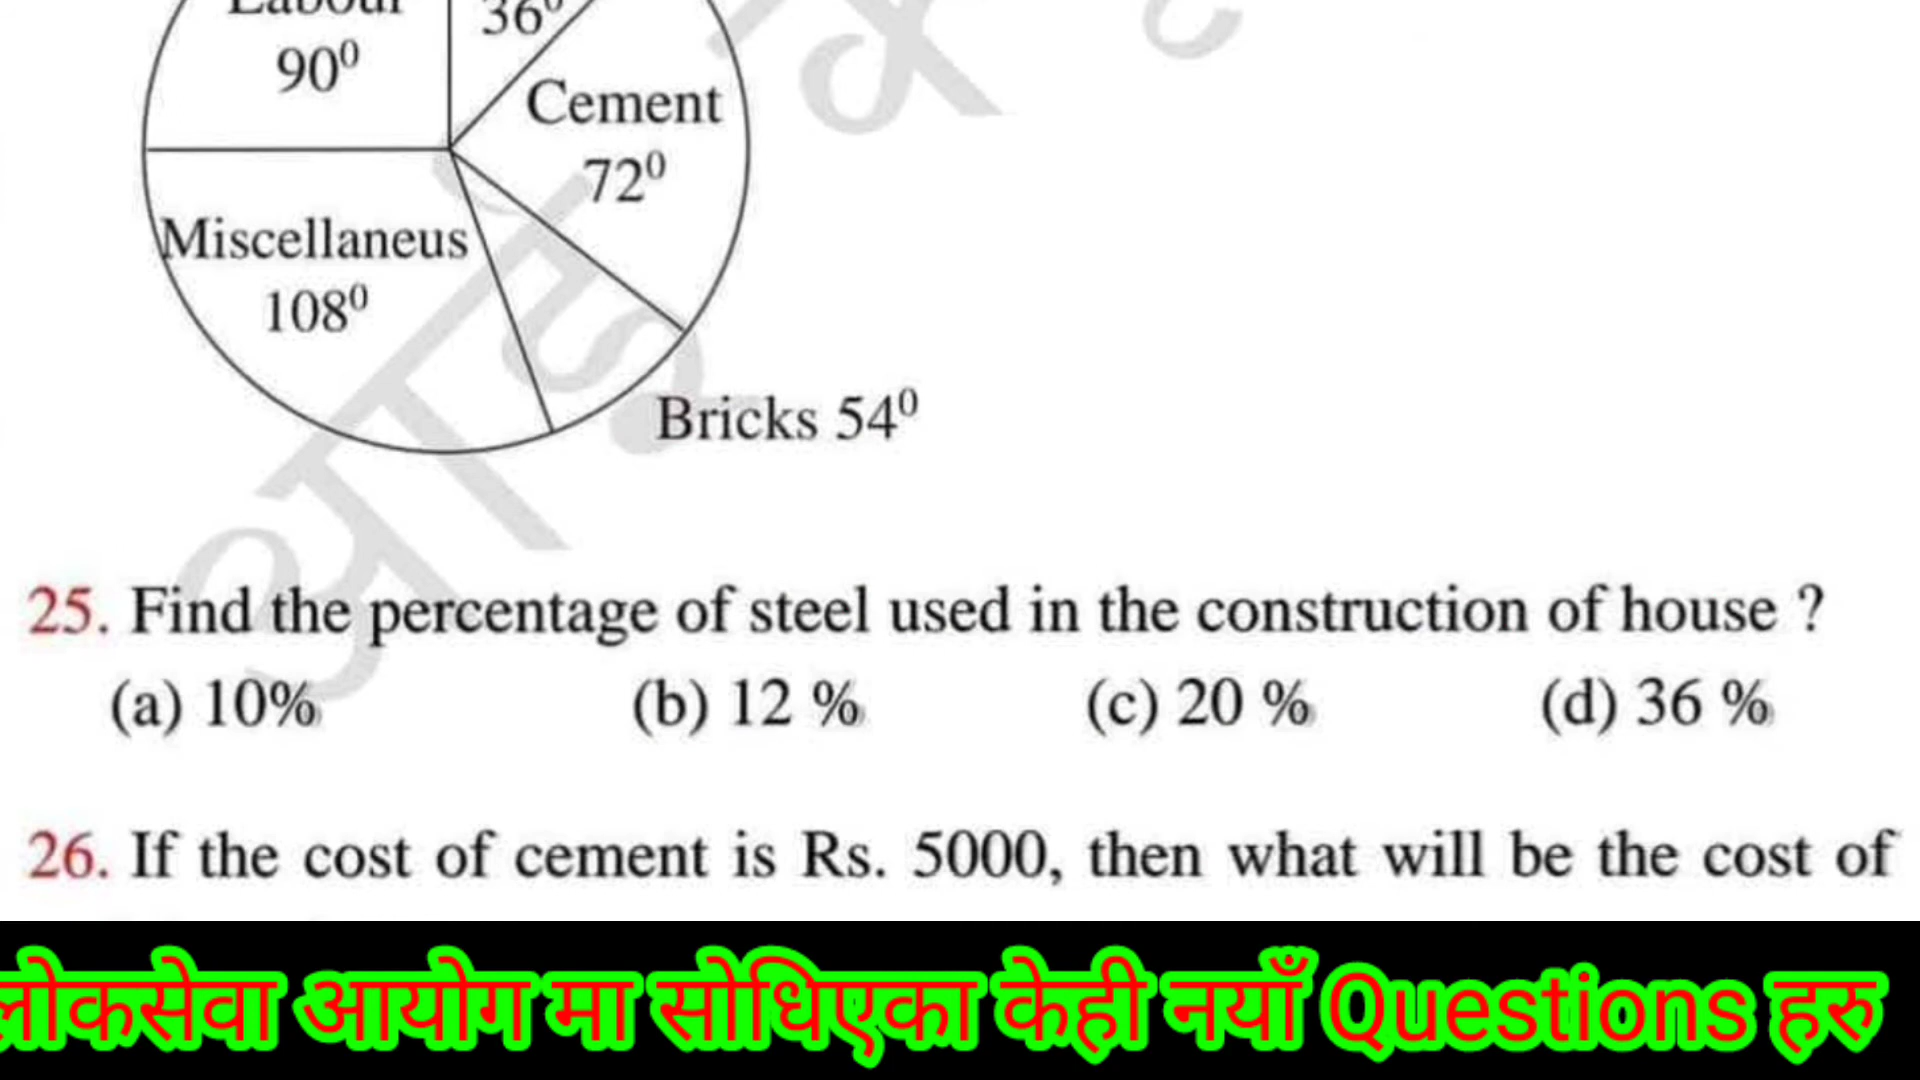 Labour
36⁰
90⁰
Cement
72⁰
Miscellaneus
108⁰
Bricks 54⁰
25. Find the percentage of steel used in the construction of house ?
(a) 10% (b) 12 % (c) 20 % (d) 36 %
26. If the cost of cement is Rs. 5000, then what will be the cost of
लोकसेवा आयोग मा सोधिएका केही नयाँ Questions हरु